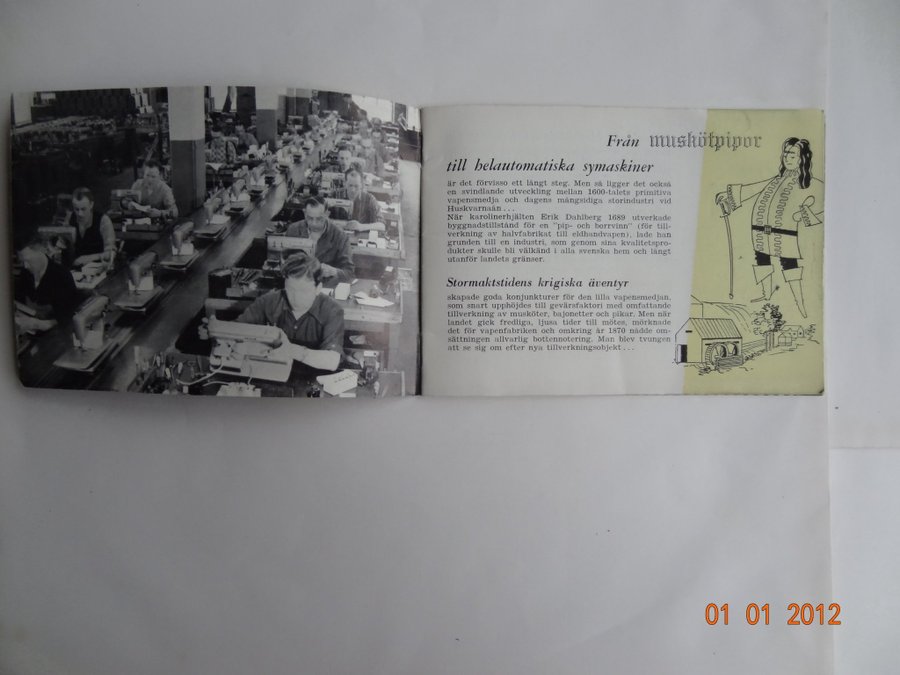 Från muskötpipor
till helautomatiska symaskiner
är det förvisso ett långt steg. Men så ligger det också
en svindlande utveckling mellan 1600-talets primitiva
vapensmedja och dagens mångsidiga storindustri vid
Huskvarnaån...
När karolinerhjälten Erik Dahlberg 1689 utverkade
byggnadstillstånd för en "pip- och borrvinn" (för till-
verkning av halvfabrikat till eldhandvapen), lade han
grunden till en industri, som genom sina kvalitetspro-
dukter skulle bli välkänd i alla svenska hem och långt
utanför landets gränser.
Stormaktstidens krigiska äventyr
skapade goda konjunkturer för den lilla vapensmedjan,
som snart upphöjdes till gevärsfaktori med omfattande
tillverkning av musköter, bajonetter och pikar. Men när
landet gick fredliga, ljusa tider till mötes, mörknade
det för vapenfabriken och omkring år 1870 nådde om-
sättningen allvarlig bottennotering. Man blev tvungen
att se sig om efter nya tillverkningsobjekt...
01 01 2012